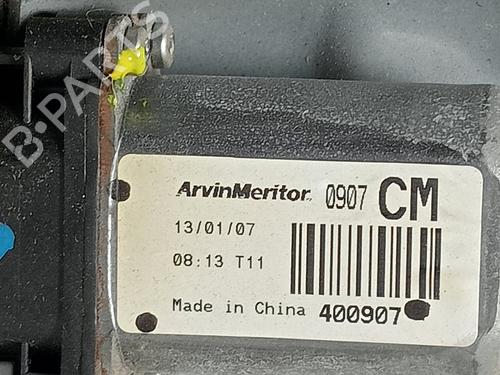 B-PARTS
ArvinMeritor 0907 CM
13/01/07
08:13 T11
Made in China 400907